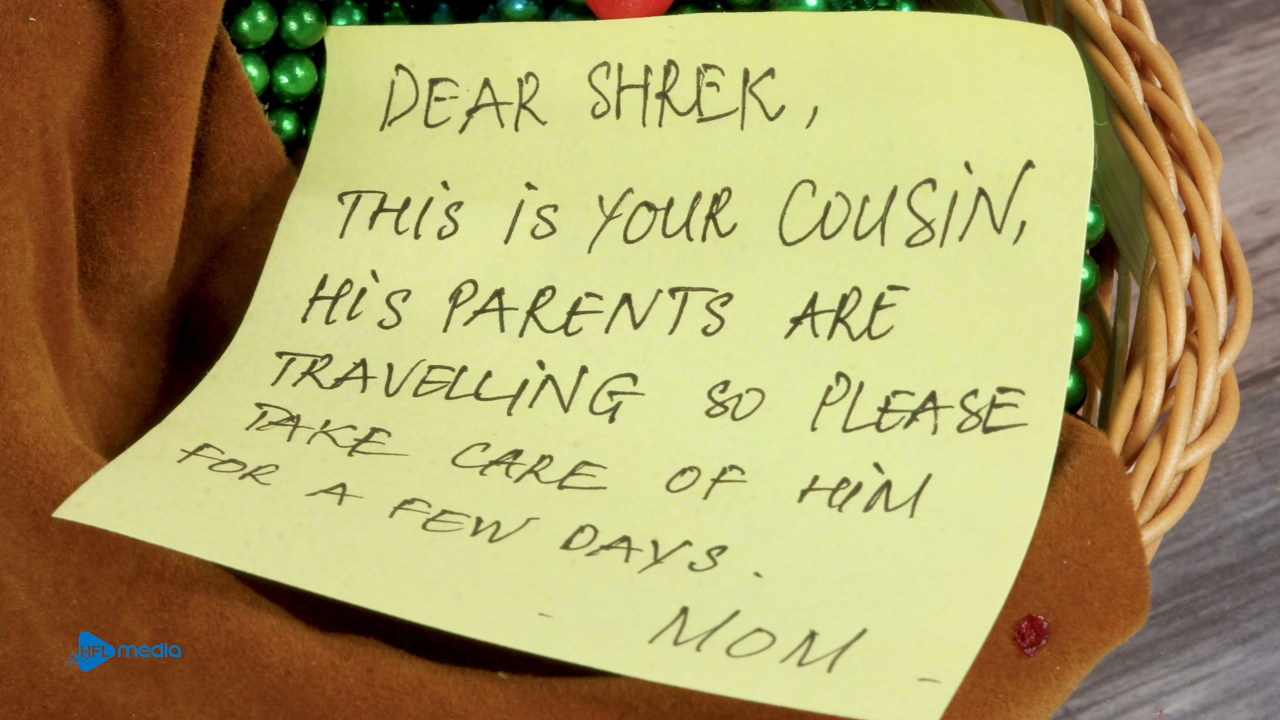 DEAR SHREK,
THiS iS YOUR COUSiN,
HiS PARENTS ARE
TRAVELLiNG SO PLEASE
TAKE CARE OF HiM
FOR A FEW DAYS.
- MOM -
HFL media